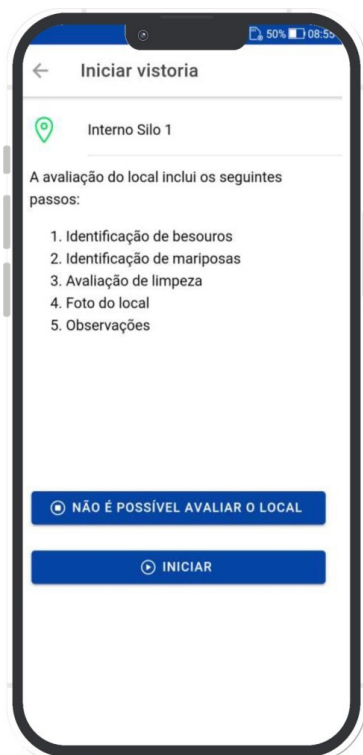 50% 08:55
Iniciar vistoria
Interno Silo 1
A avaliação do local inclui os seguintes
passos:
1. Identificação de besouros
2. Identificação de mariposas
3. Avaliação de limpeza
4. Foto do local
5. Observações
NÃO É POSSÍVEL AVALIAR O LOCAL
INICIAR